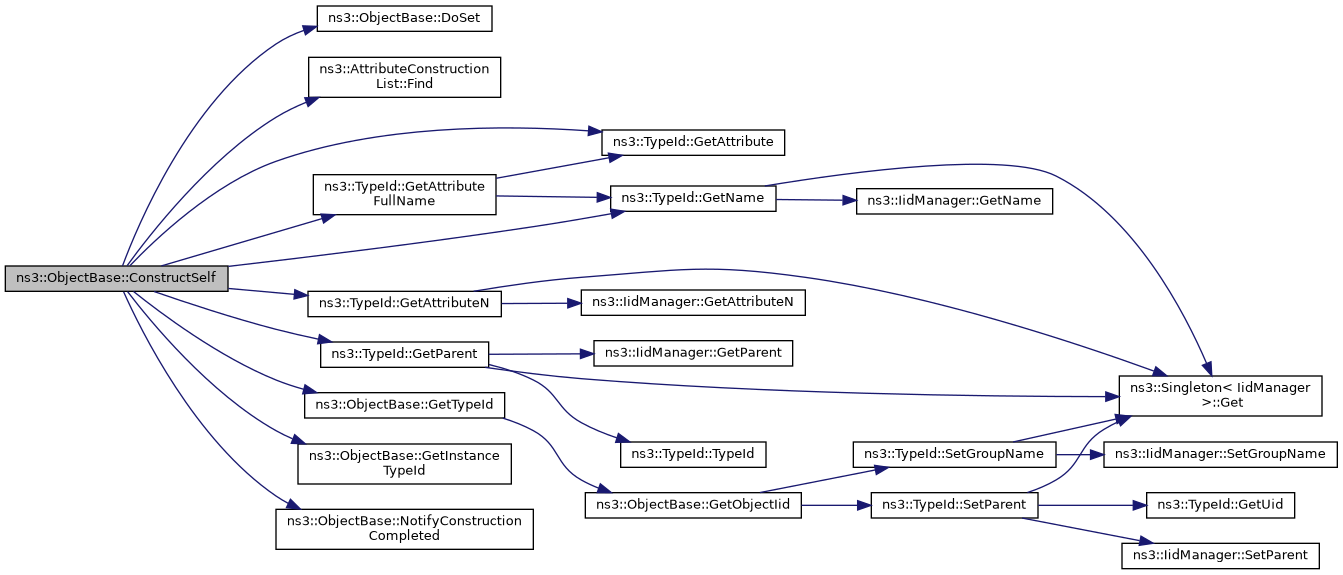 ns3::ObjectBase::DoSet
ns3::AttributeConstruction
List::Find
ns3::TypeId::GetAttribute
ns3::TypeId::GetAttribute
FullName
ns3::TypeId::GetName
ns3::IidManager::GetName
ns3::ObjectBase::ConstructSelf
ns3::TypeId::GetAttributeN
ns3::IidManager::GetAttributeN
ns3::TypeId::GetParent
ns3::IidManager::GetParent
ns3::Singleton< IidManager
>::Get
ns3::ObjectBase::GetTypeId
ns3::ObjectBase::GetInstance
TypeId
ns3::TypeId::TypeId
ns3::TypeId::SetGroupName
ns3::IidManager::SetGroupName
ns3::ObjectBase::GetObjectIid
ns3::TypeId::SetParent
ns3::TypeId::GetUid
ns3::ObjectBase::NotifyConstruction
Completed
ns3::IidManager::SetParent